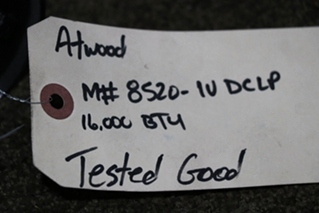 Atwood
M# 8520-IV DCLP
16,000 BTU
Tested Good